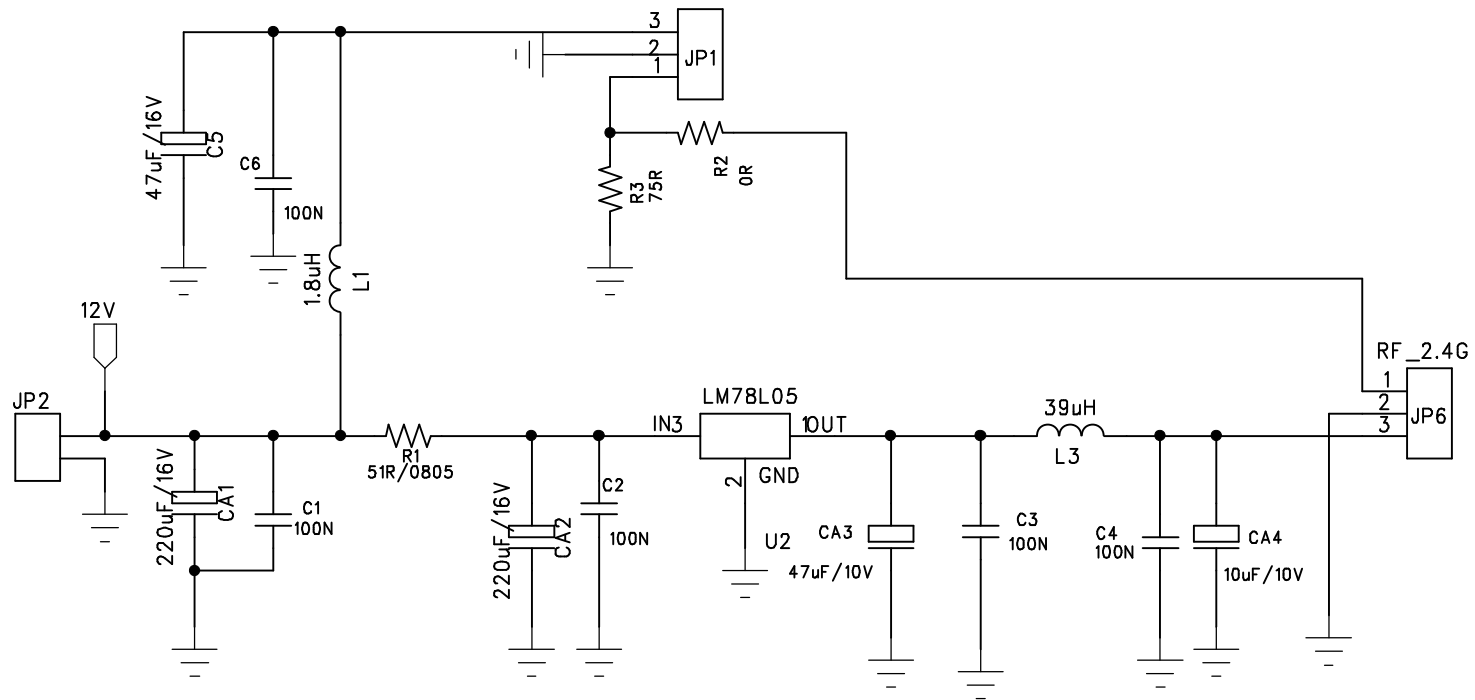 3
2
1
JP1
47uF/16V
C5
C6
100N
R2
0R
R3
75R
1.8uH
L1
12V
RF_2.4G
JP2
LM78L05
39uH
1
2
3
JP6
IN3
1OUT
R1
51R/0805
L3
220uF/16V
CA1
C1
100N
220uF/16V
CA2
C2
100N
2
GND
U2
CA3
47uF/10V
C3
100N
C4
100N
CA4
10uF/10V